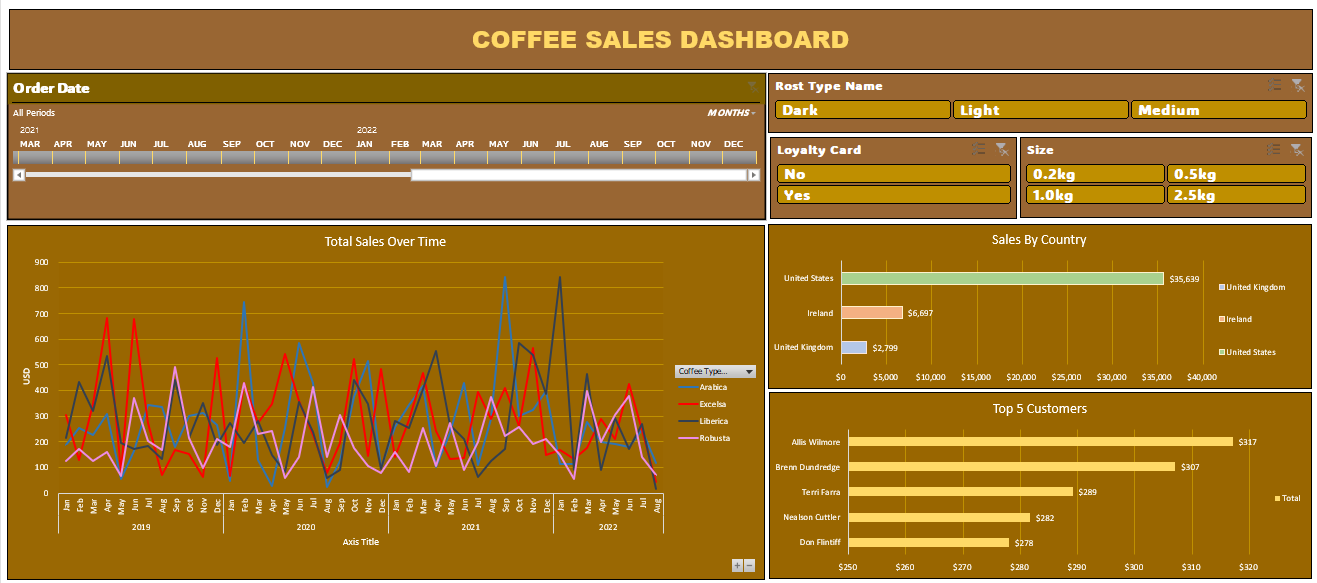 COFFEE SALES DASHBOARD
Order Date
All Periods MONTHS
2021 2022
MAR APR MAY JUN JUL AUG SEP OCT NOV DEC JAN FEB MAR APR MAY JUN JUL AUG SEP OCT NOV DEC
Rost Type Name
Dark Light Medium
Loyalty Card
No
Yes
Size
0.2kg 0.5kg
1.0kg 2.5kg
Total Sales Over Time
900
800
700
600
500
400
300
200
100
0
USD
Jan Feb Mar Apr May Jun Jul Aug Sep Oct Nov Dec Jan Feb Mar Apr May Jun Jul Aug Sep Oct Nov Dec Jan Feb Mar Apr May Jun Jul Aug Sep Oct Nov Dec Jan Feb Mar Apr May Jun Jul Aug
2019 2020 2021 2022
Axis Title
Coffee Type...
Arabica
Excelsa
Liberica
Robusta
Sales By Country
United States $35,639
Ireland $6,697
United Kingdom $2,799
$0 $5,000 $10,000 $15,000 $20,000 $25,000 $30,000 $35,000 $40,000
United Kingdom
Ireland
United States
Top 5 Customers
Allis Wilmore $317
Brenn Dundredge $307
Terri Farra $289
Nealson Cuttler $282
Don Flintiff $278
$250 $260 $270 $280 $290 $300 $310 $320
Total